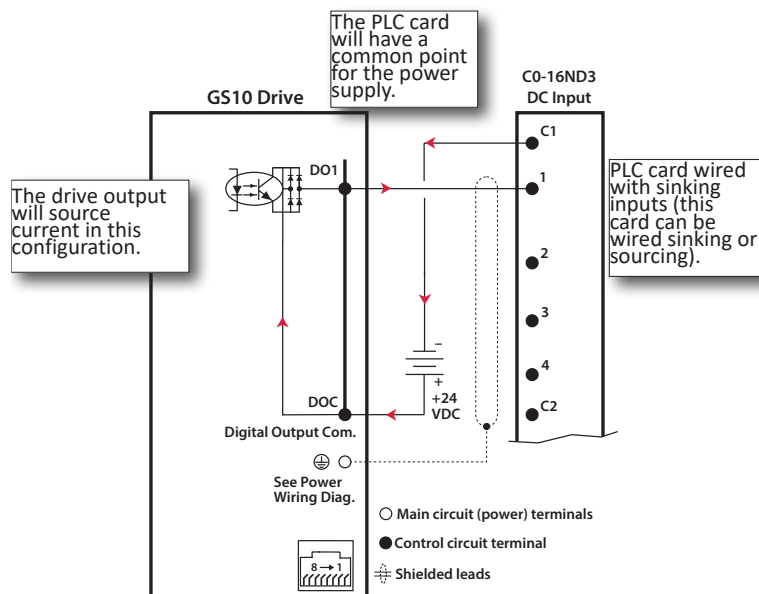 The PLC card
will have a
common point
for the power
supply.
GS10 Drive
C0-16ND3
DC Input
C1
DO1
1
The drive output
will source
current in this
configuration.
PLC card wired
with sinking
inputs (this
card can be
wired sinking or
sourcing).
2
3
–
4
+
+24
VDC
DOC
C2
Digital Output Com.
See Power
Wiring Diag.
Main circuit (power) terminals
Control circuit terminal
8→1
Shielded leads